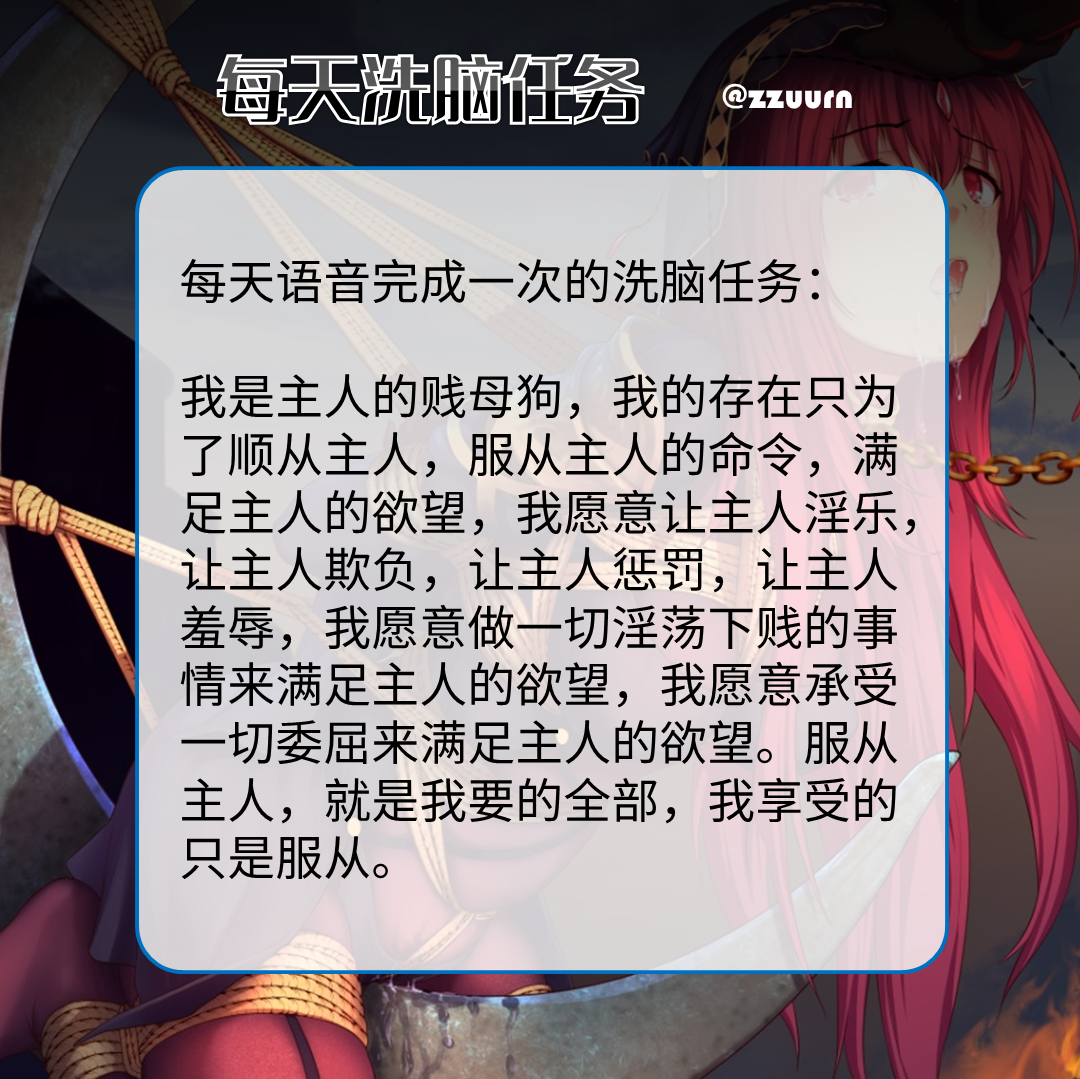 每天洗脑任务
@zzuurn
每天语音完成一次的洗脑任务：
我是主人的贱母狗，我的存在只为
了顺从主人，服从主人的命令，满
足主人的欲望，我愿意让主人淫乐，
让主人欺负，让主人惩罚，让主人
羞辱，我愿意做一切淫荡下贱的事
情来满足主人的欲望，我愿意承受
一切委屈来满足主人的欲望。服从
主人，就是我要的全部，我享受的
只是服从。